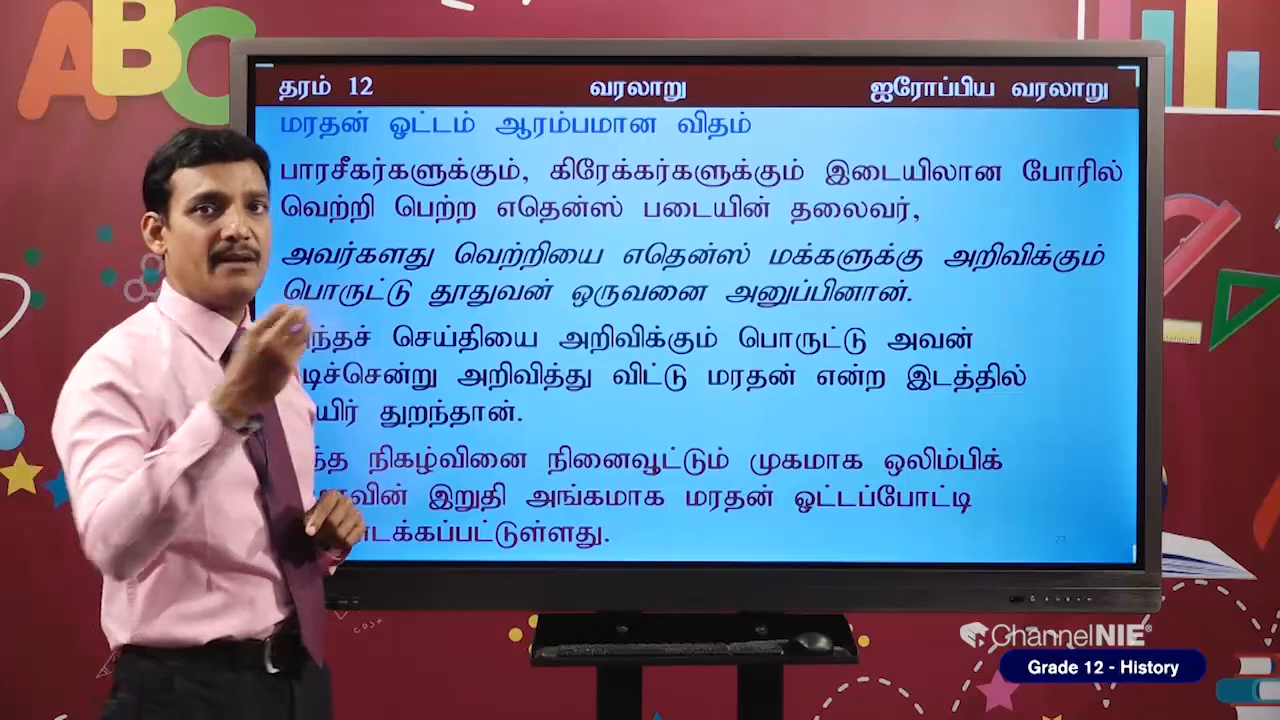 ABC
தரம் 12 வரலாறு ஐரோப்பிய வரலாறு
மரதன் ஓட்டம் ஆரம்பமான விதம்
பாரசீகர்களுக்கும், கிரேக்கர்களுக்கும் இடையிலான போரில்
வெற்றி பெற்ற எதென்ஸ் படையின் தலைவர்,
அவர்களது வெற்றியை எதென்ஸ் மக்களுக்கு அறிவிக்கும்
பொருட்டு தூதுவன் ஒருவனை அனுப்பினான்.
செய்தியை அறிவிக்கும் பொருட்டு அவன்
அறிவித்து விட்டு மரதன் என்ற இடத்தில்
துறந்தான்.
நிகழ்வினை நினைவூட்டும் முகமாக ஒலிம்பிக்
இறுதி அங்கமாக மரதன் ஓட்டப்போட்டி
23
ChannelNIE
Grade 12 - History